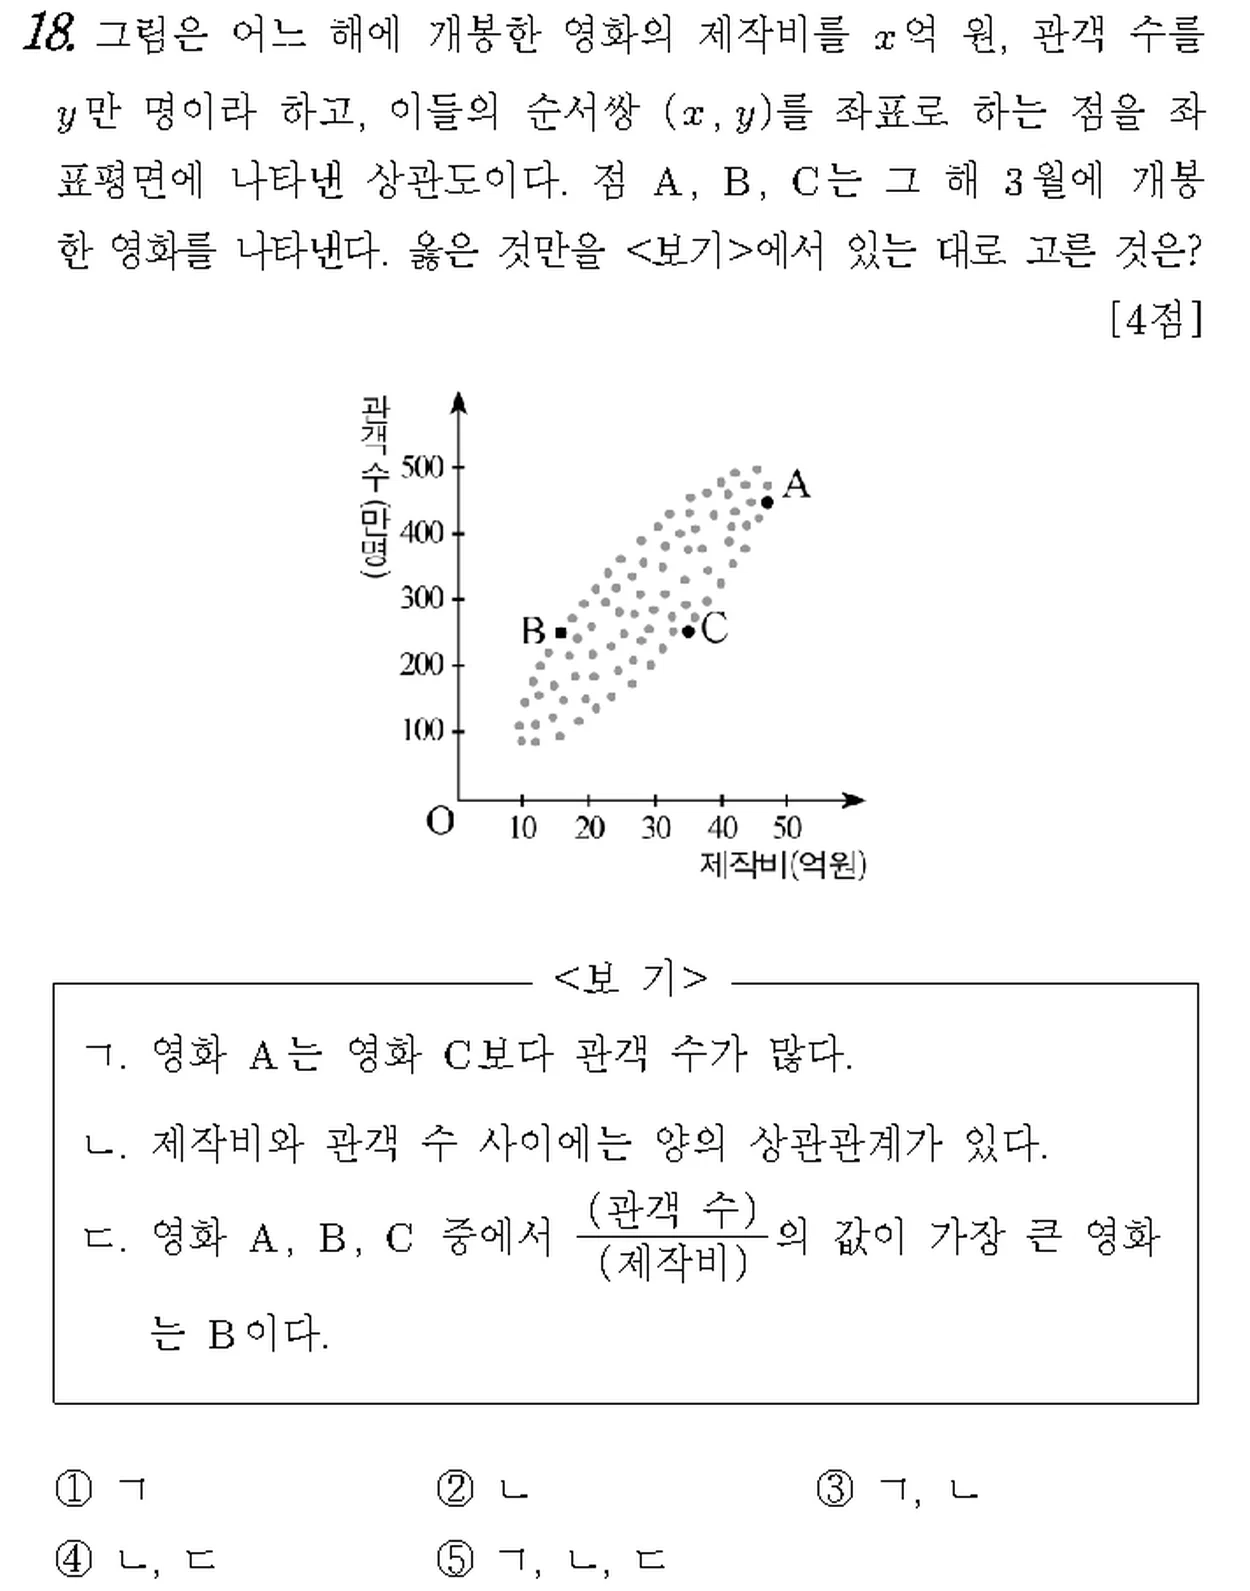 18. 그림은 어느 해에 개봉한 영화의 제작비를 x억 원, 관객 수를
y만 명이라 하고, 이들의 순서쌍 (x, y)를 좌표로 하는 점을 좌
표평면에 나타낸 상관도이다. 점 A, B, C는 그 해 3월에 개봉
한 영화를 나타낸다. 옳은 것만을 <보기>에서 있는 대로 고른 것은?
[4점]
관객 수(만명)
500
400
300
200
100
A
B
C
O
10 20 30 40 50
제작비(억원)
<보 기>
ㄱ. 영화 A는 영화 C보다 관객 수가 많다.
ㄴ. 제작비와 관객 수 사이에는 양의 상관관계가 있다.
ㄷ. 영화 A, B, C 중에서 (관객 수)/(제작비)의 값이 가장 큰 영화
는 B이다.
① ㄱ ② ㄴ ③ ㄱ, ㄴ
④ ㄴ, ㄷ ⑤ ㄱ, ㄴ, ㄷ